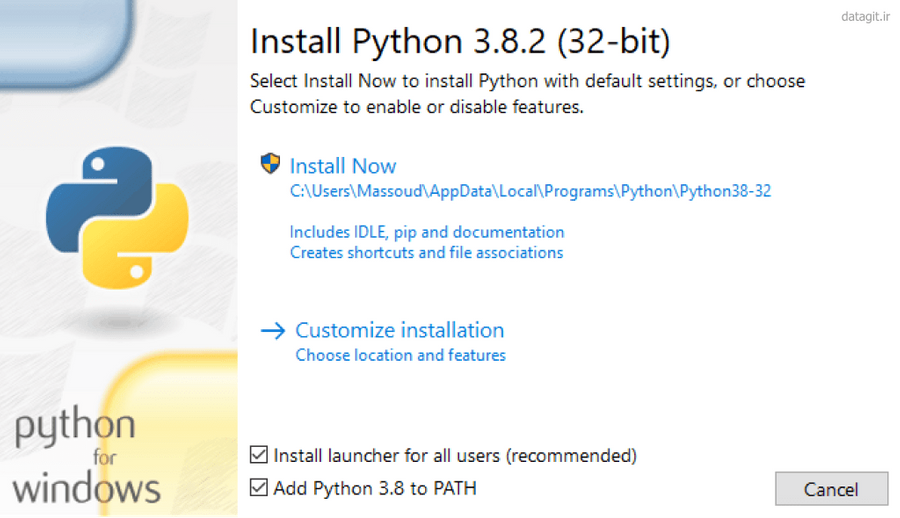 datagit.ir
Install Python 3.8.2 (32-bit)
Select Install Now to install Python with default settings, or choose
Customize to enable or disable features.
Install Now
C:\Users\Massoud\AppData\Local\Programs\Python\Python38-32
Includes IDLE, pip and documentation
Creates shortcuts and file associations
Customize installation
Choose location and features
python
for
windows
Install launcher for all users (recommended)
Add Python 3.8 to PATH
Cancel